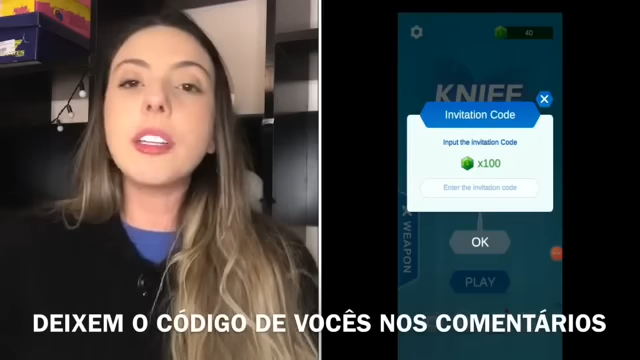 40
KNIFE
Invitation Code
Input the invitation Code
x100
Enter the invitation code
WEAPON
OK
PLAY
DEIXEM O CÓDIGO DE VOCÊS NOS COMENTÁRIOS